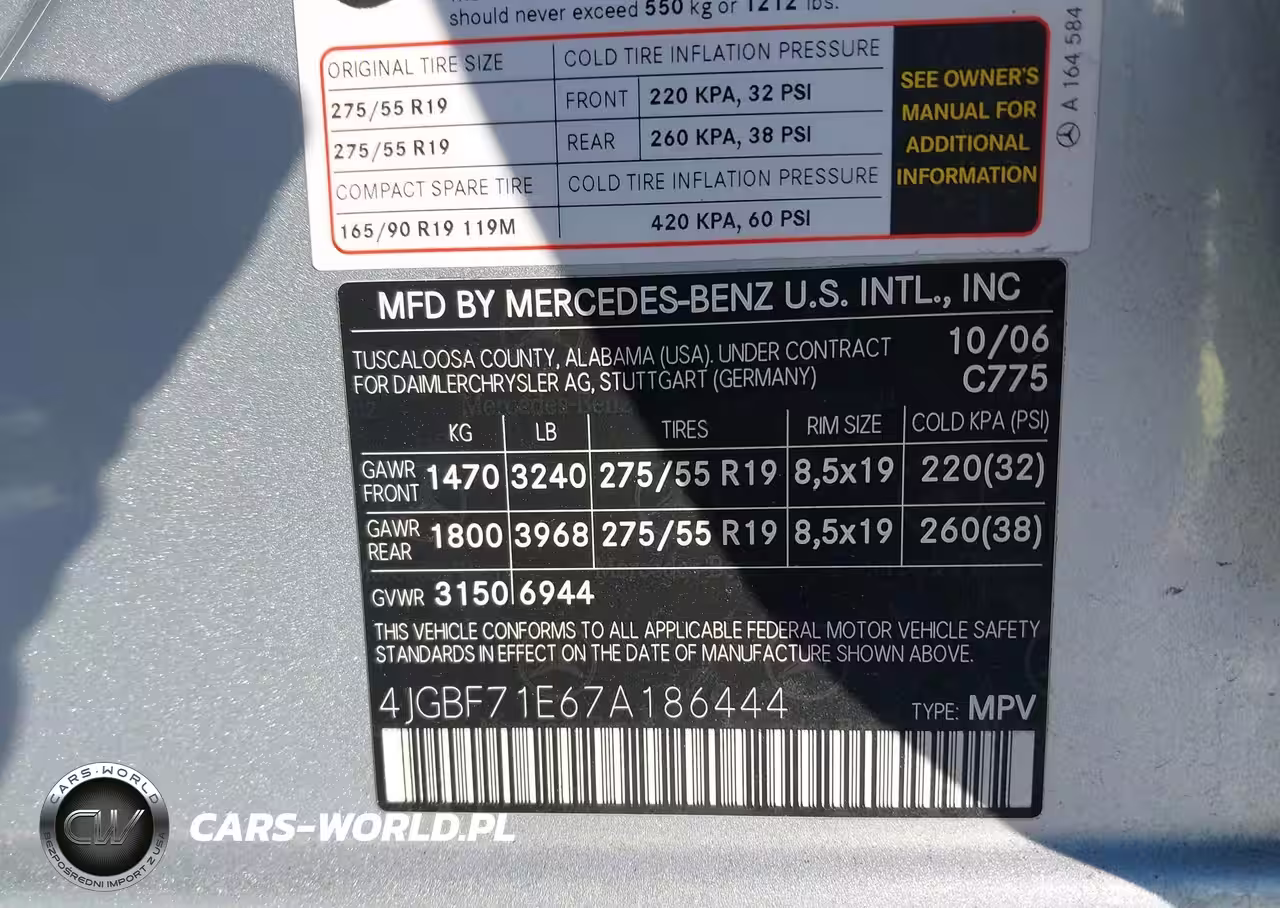 should never exceed 550 kg or 1212 lbs.
ORIGINAL TIRE SIZE COLD TIRE INFLATION PRESSURE
275/55 R19 FRONT 220 KPA, 32 PSI
275/55 R19 REAR 260 KPA, 38 PSI
COMPACT SPARE TIRE COLD TIRE INFLATION PRESSURE
165/90 R19 119M 420 KPA, 60 PSI
SEE OWNER'S
MANUAL FOR
ADDITIONAL
INFORMATION
A 164 584
MFD BY MERCEDES-BENZ U.S. INTL., INC
TUSCALOOSA COUNTY, ALABAMA (USA). UNDER CONTRACT
FOR DAIMLERCHRYSLER AG, STUTTGART (GERMANY)
10/06
C775
KG LB TIRES RIM SIZE COLD KPA (PSI)
GAWR FRONT 1470 3240 275/55 R19 8,5x19 220(32)
GAWR REAR 1800 3968 275/55 R19 8,5x19 260(38)
GVWR 3150 6944
THIS VEHICLE CONFORMS TO ALL APPLICABLE FEDERAL MOTOR VEHICLE SAFETY
STANDARDS IN EFFECT ON THE DATE OF MANUFACTURE SHOWN ABOVE.
4JGBF71E67A186444 TYPE: MPV
CARS-WORLD
CW
BEZPOŚREDNI IMPORT Z USA
CARS-WORLD.PL